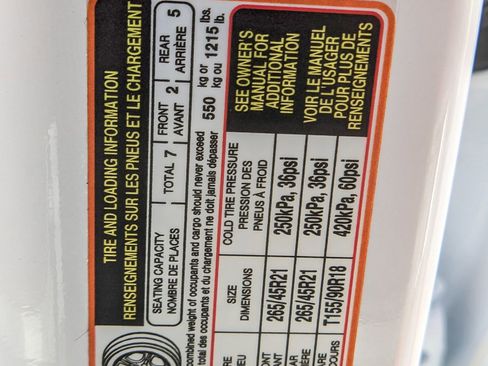 TIRE AND LOADING INFORMATION
RENSEIGNEMENTS SUR LES PNEUS ET LE CHARGEMENT
SEATING CAPACITY
NOMBRE DE PLACES
TOTAL 7
FRONT
AVANT 2
REAR
ARRIÈRE 5
combined weight of occupants and cargo should never exceed
total des occupants et du chargement ne doit jamais dépasser
550 kg or
kg ou 1215 lbs.
lb.
SIZE
DIMENSIONS
COLD TIRE PRESSURE
PRESSION DES
PNEUS À FROID
265/45R21
250kPa, 36psi
265/45R21
250kPa, 36psi
T155/90R18
420kPa, 60psi
SEE OWNER'S
MANUAL FOR
ADDITIONAL
INFORMATION
VOIR LE MANUEL
DE L'USAGER
POUR PLUS DE
RENSEIGNEMENTS